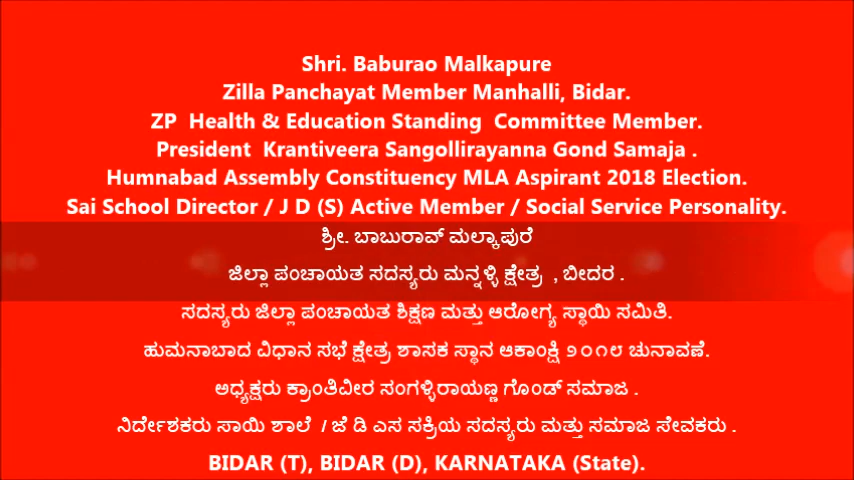 Shri. Baburao Malkapure
Zilla Panchayat Member Manhalli, Bidar.
ZP Health & Education Standing Committee Member.
President Krantiveera Sangollirayanna Gond Samaja .
Humnabad Assembly Constituency MLA Aspirant 2018 Election.
Sai School Director / J D (S) Active Member / Social Service Personality.
ಶ್ರೀ. ಬಾಬುರಾವ್ ಮಲ್ಕಾಪುರೆ
ಜಿಲ್ಲಾ ಪಂಚಾಯತ ಸದಸ್ಯರು ಮನ್ನಳ್ಳಿ ಕ್ಷೇತ್ರ , ಬೀದರ .
ಸದಸ್ಯರು ಜಿಲ್ಲಾ ಪಂಚಾಯತ ಶಿಕ್ಷಣ ಮತ್ತು ಆರೋಗ್ಯ ಸ್ಥಾಯಿ ಸಮಿತಿ.
ಹುಮನಾಬಾದ ವಿಧಾನ ಸಭೆ ಕ್ಷೇತ್ರ ಶಾಸಕ ಸ್ಥಾನ ಆಕಾಂಕ್ಷಿ ೨೦೧೮ ಚುನಾವಣೆ.
ಅಧ್ಯಕ್ಷರು ಕ್ರಾಂತಿವೀರ ಸಂಗಳ್ಳಿರಾಯಣ್ಣ ಗೊಂಡ್ ಸಮಾಜ .
ನಿರ್ದೇಶಕರು ಸಾಯಿ ಶಾಲೆ / ಜೆ ಡಿ ಎಸ ಸಕ್ರಿಯ ಸದಸ್ಯರು ಮತ್ತು ಸಮಾಜ ಸೇವಕರು .
BIDAR (T), BIDAR (D), KARNATAKA (State).